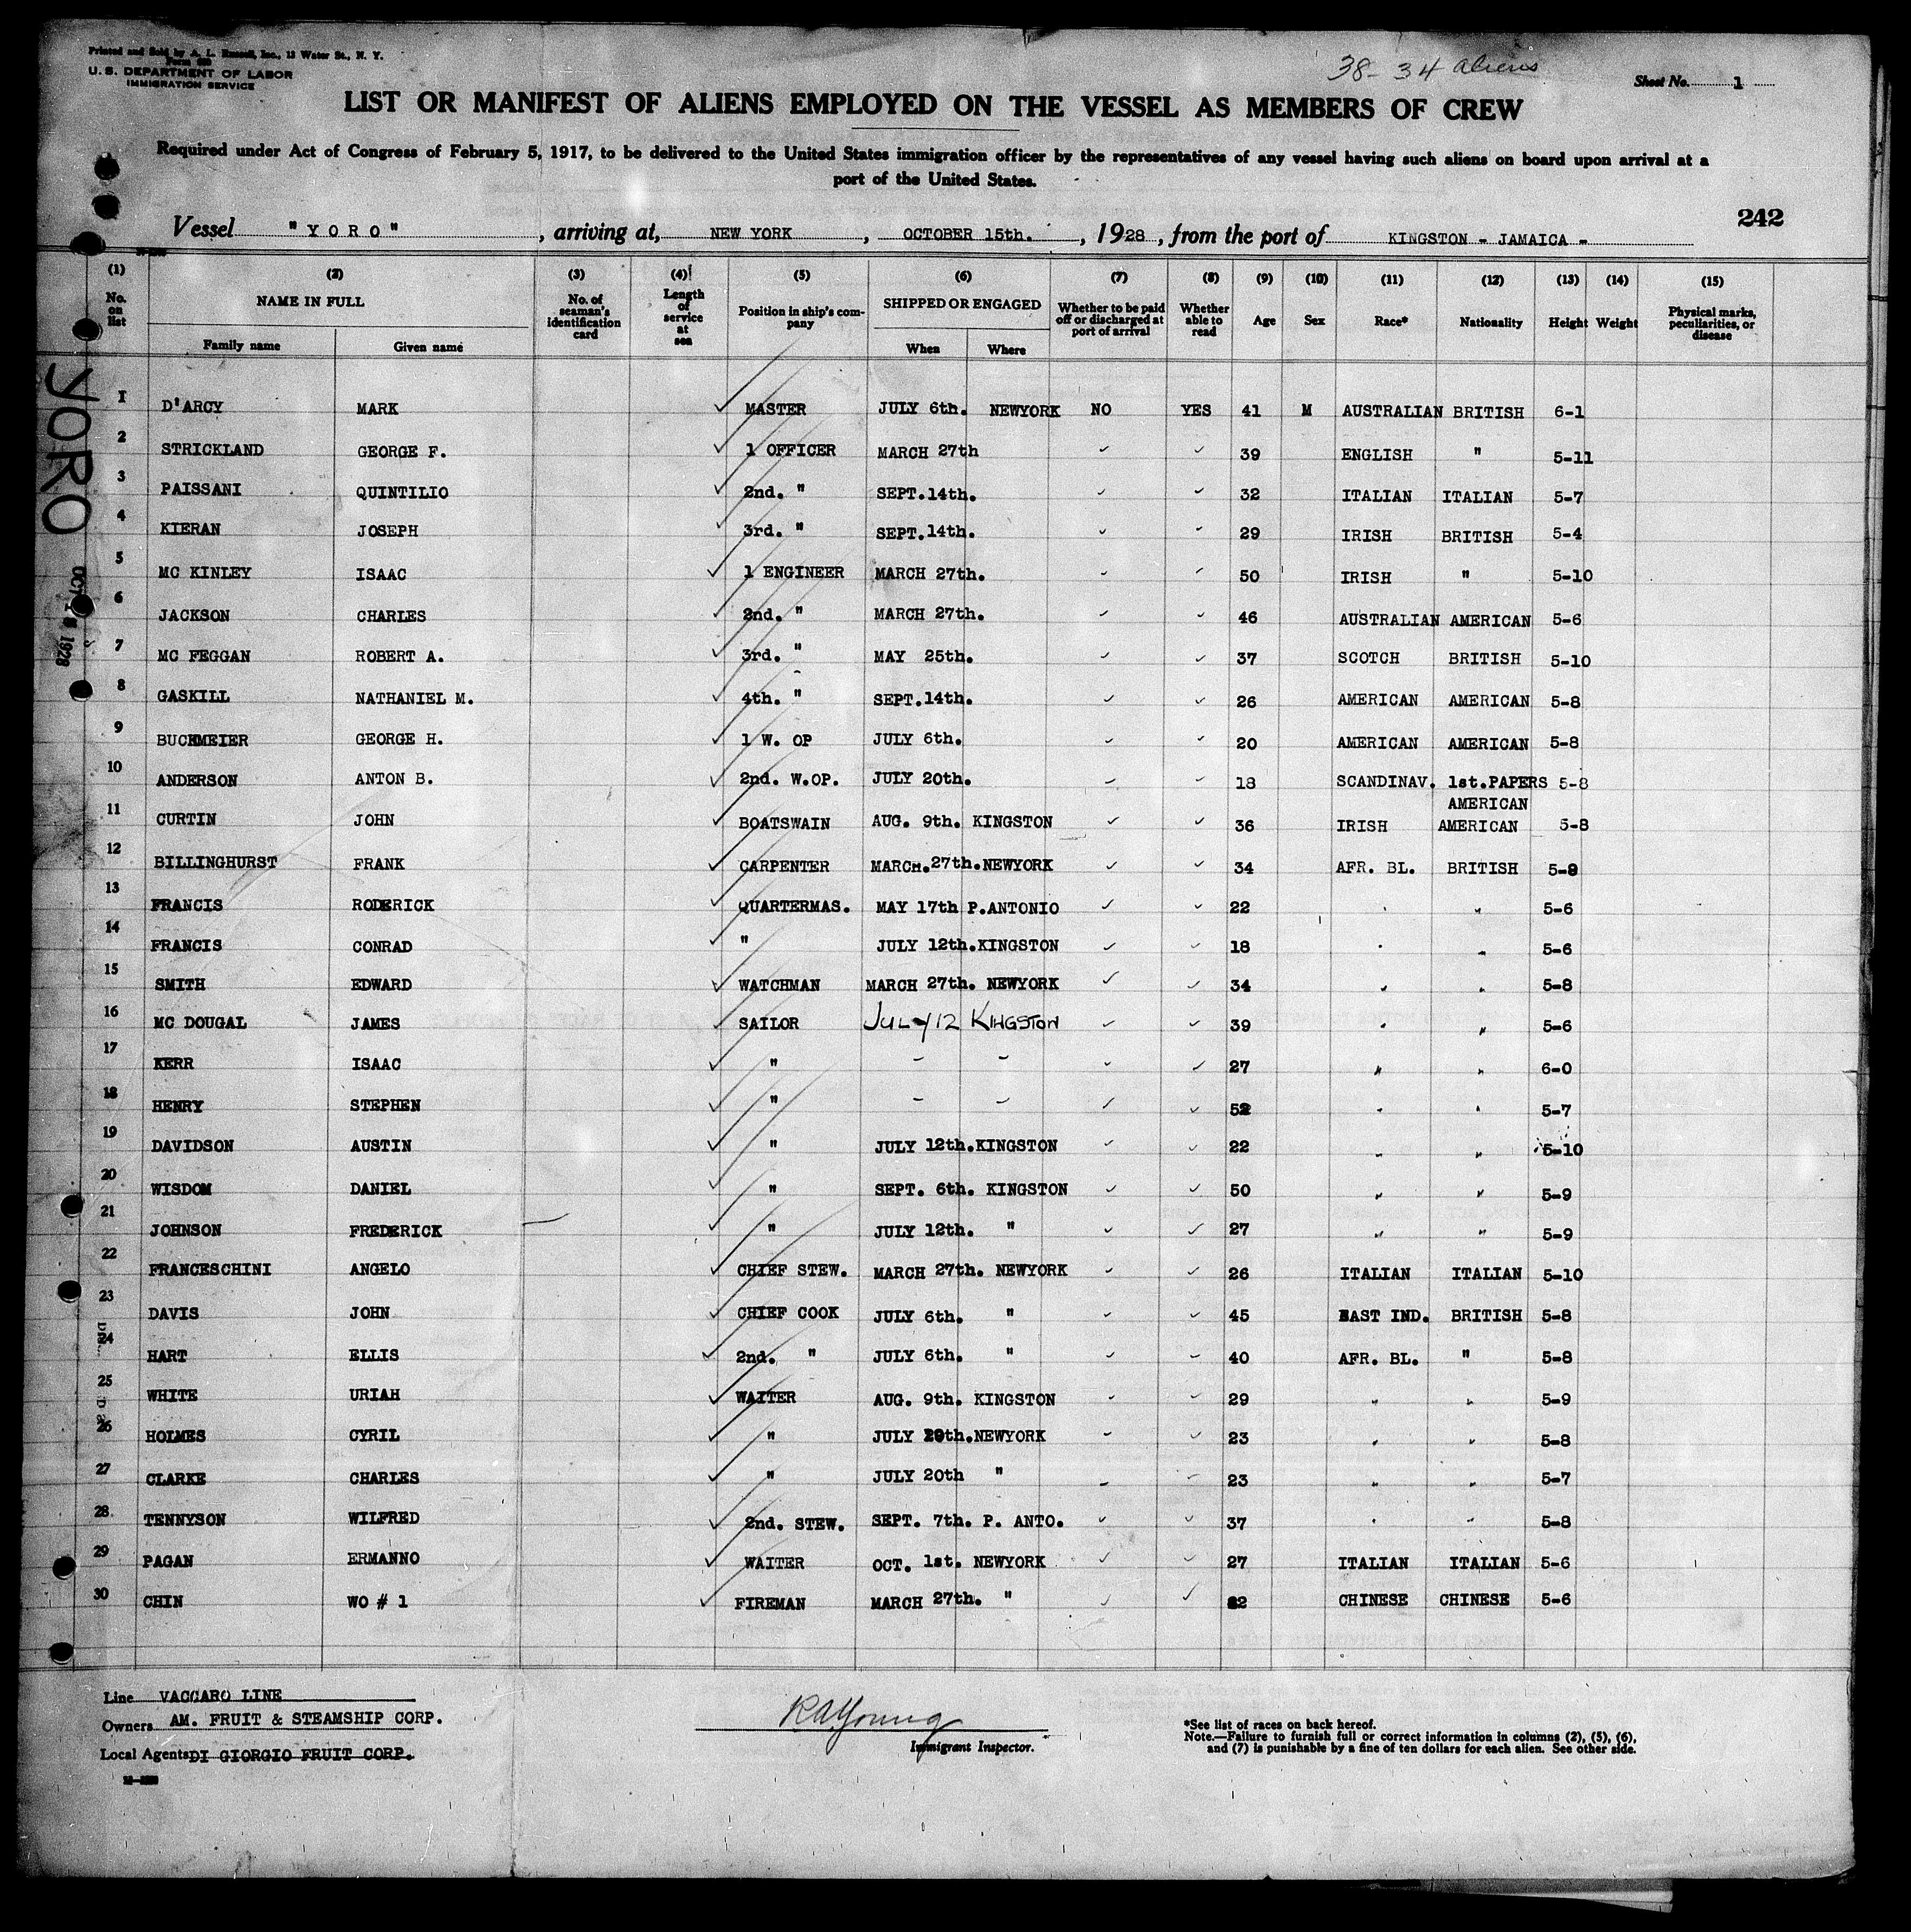 Printed and Sold by A. L. Russell, Inc., 12 Water St., N. Y.
U. S. DEPARTMENT OF LABOR
IMMIGRATION SERVICE
38 - 34 aliens
Sheet No. 1
LIST OR MANIFEST OF ALIENS EMPLOYED ON THE VESSEL AS MEMBERS OF CREW
Required under Act of Congress of February 5, 1917, to be delivered to the United States immigration officer by the representatives of any vessel having such aliens on board upon arrival at a
port of the United States.
242
Vessel "YORO", arriving at, NEW YORK, OCTOBER 15th., 1928, from the port of KINGSTON - JAMAICA -
(1) (2) (3) (4) (5) (6) (7) (8) (9) (10) (11) (12) (13) (14) (15)
No. on list NAME IN FULL No. of seaman's identification card Length of service at sea Position in ship's company SHIPPED OR ENGAGED Whether to be paid off or discharged at port of arrival Whether able to read Age Sex Race* Nationality Height Weight Physical marks, peculiarities, or disease
Family name Given name When Where
YORO
1 D'ARCY MARK MASTER JULY 6th. NEWYORK NO YES 41 M AUSTRALIAN BRITISH 6-1
2 STRICKLAND GEORGE F. 1 OFFICER MARCH 27th 39 ENGLISH " 5-11
3 PAISSANI QUINTILIO 2nd. " SEPT.14th. 32 ITALIAN ITALIAN 5-7
4 KIERAN JOSEPH 3rd. " SEPT.14th. 29 IRISH BRITISH 5-4
5 MC KINLEY ISAAC 1 ENGINEER MARCH 27th. 50 IRISH " 5-10
6 JACKSON CHARLES 2nd. " MARCH 27th. 46 AUSTRALIAN AMERICAN 5-6
7 MC FEGGAN ROBERT A. 3rd. " MAY 25th. 37 SCOTCH BRITISH 5-10
8 GASKILL NATHANIEL M. 4th. " SEPT.14th. 26 AMERICAN AMERICAN 5-8
9 BUCKMEIER GEORGE H. 1 W. OP JULY 6th. 20 AMERICAN AMERICAN 5-8
10 ANDERSON ANTON B. 2nd. W.OP. JULY 20th. 18 SCANDINAV. 1st.PAPERS 5-8
AMERICAN
11 CURTIN JOHN BOATSWAIN AUG. 9th. KINGSTON 36 IRISH AMERICAN 5-8
12 BILLINGHURST FRANK CARPENTER MARCH.27th. NEWYORK 34 AFR. BL. BRITISH
13 FRANCIS RODERICK QUARTERMAS. MAY 17th P.ANTONIO 22 " " 5-6
14 FRANCIS CONRAD " JULY 12th. KINGSTON 18 " " 5-6
15 SMITH EDWARD WATCHMAN MARCH 27th. NEWYORK 34 " " 5-8
16 MC DOUGAL JAMES SAILOR JULY 12 KINGSTON 39 " " 5-6
17 KERR ISAAC " - - 27 " " 6-0
18 HENRY STEPHEN " - - 52 " " 5-7
19 DAVIDSON AUSTIN " JULY 12th. KINGSTON 22 " " 5-10
20 WISDOM DANIEL " SEPT. 6th. KINGSTON 50 " " 5-9
21 JOHNSON FREDERICK " JULY 12th. " 27 " " 5-9
22 FRANCESCHINI ANGELO CHIEF STEW. MARCH 27th. NEWYORK 26 ITALIAN ITALIAN 5-10
23 DAVIS JOHN CHIEF COOK JULY 6th. " 45 EAST IND. BRITISH 5-8
24 HART ELLIS 2nd. " JULY 6th. " 40 AFR. BL. " 5-8
25 WHITE URIAH WAITER AUG. 9th. KINGSTON 29 " " 5-9
26 HOLMES CYRIL " JULY 20th. NEWYORK 23 " " 5-8
27 CLARKE CHARLES " JULY 20th " 23 " " 5-7
28 TENNYSON WILFRED 2nd. STEW. SEPT. 7th. P. ANTO. 37 " " 5-8
29 PAGAN ERMANNO WAITER OCT. 1st. NEWYORK 27 ITALIAN ITALIAN 5-6
30 CHIN WO # 1 FIREMAN MARCH 27th. " CHINESE CHINESE 5-6
Line VACCARO LINE
Owners AM. FRUIT & STEAMSHIP CORP.
Local Agents DI GIORGIO FRUIT CORP.
RA Young
Immigrant Inspector.
*See list of races on back hereof.
Note.—Failure to furnish full or correct information in columns (2), (5), (6),
and (7) is punishable by a fine of ten dollars for each alien. See other side.